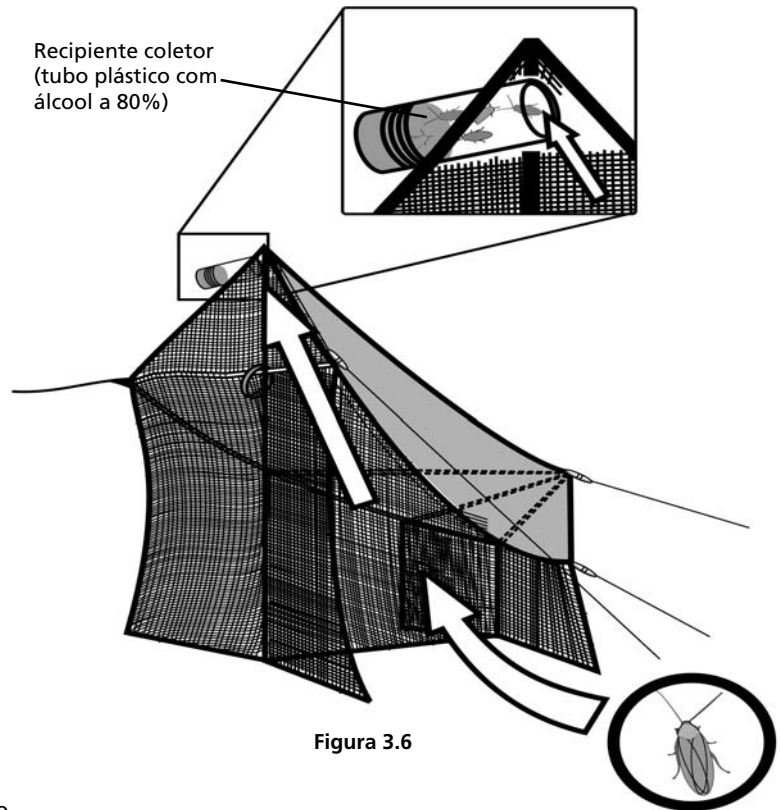 Recipiente coletor
(tubo plástico com
álcool a 80%)
Figura 3.6